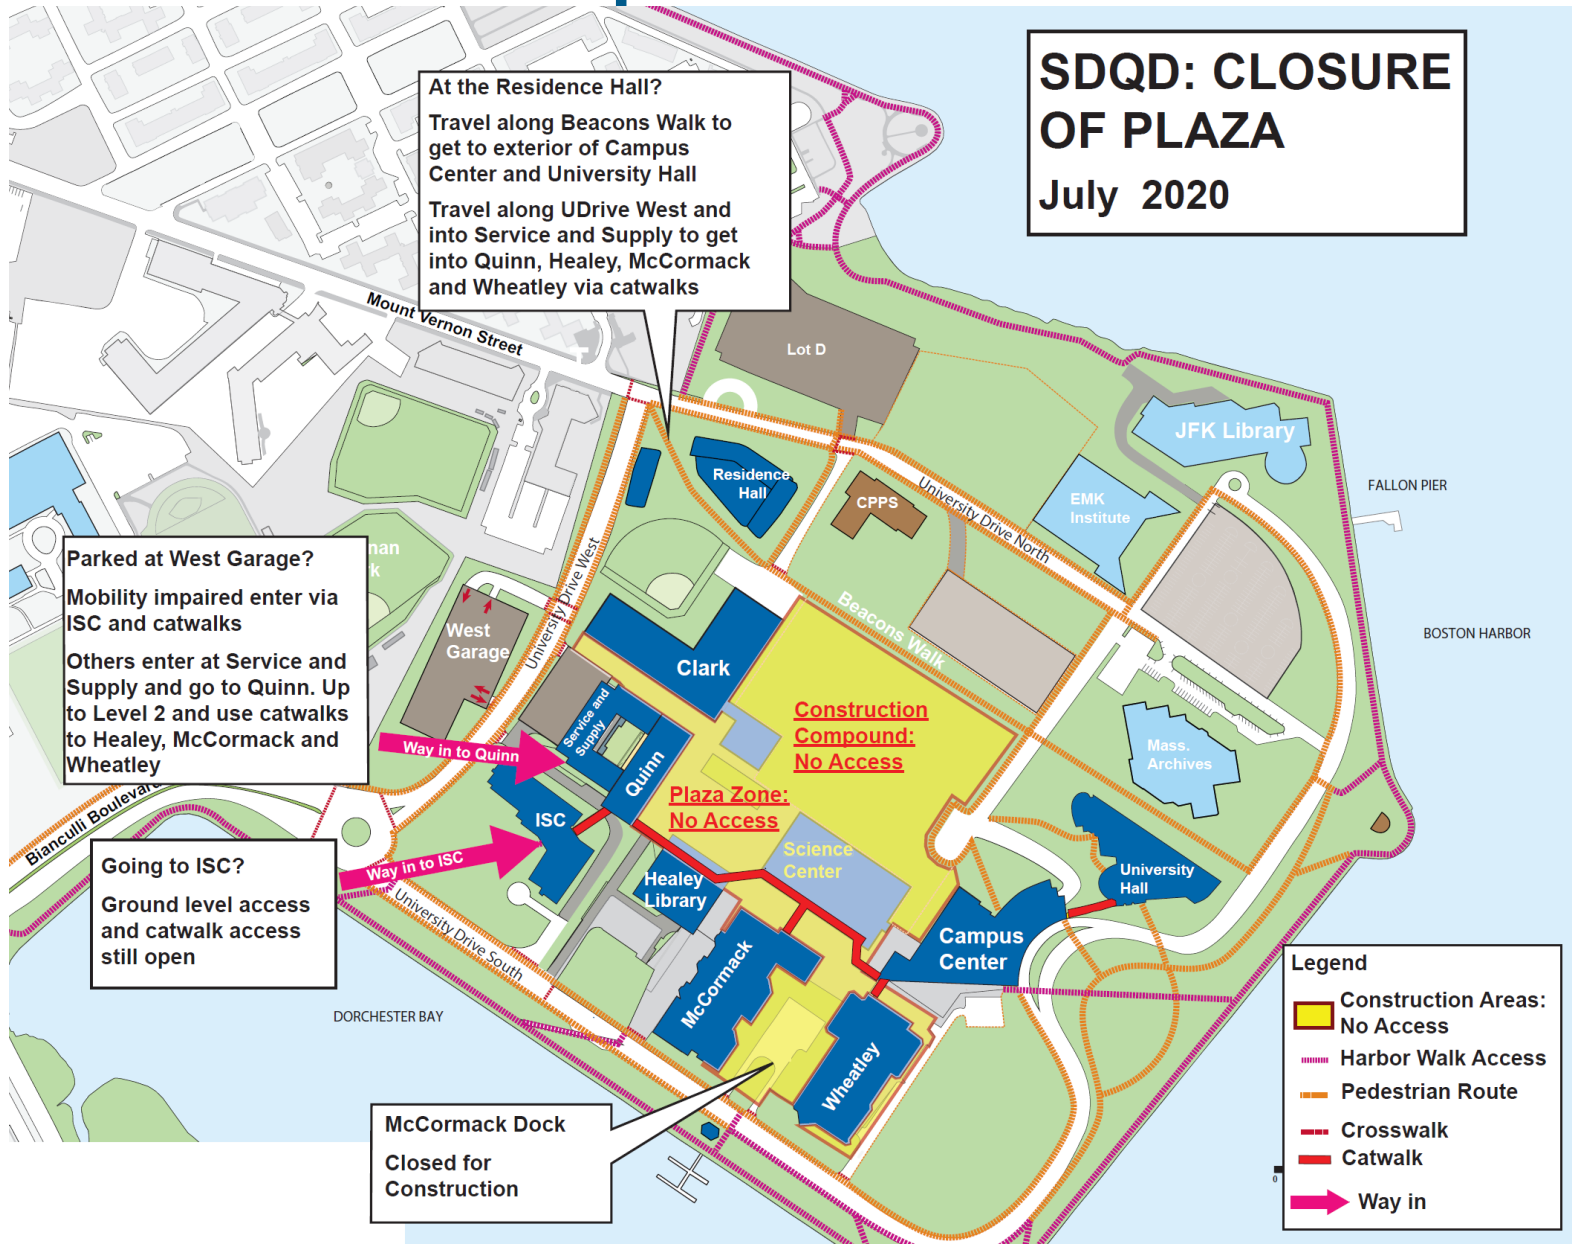 SDQD: CLOSURE
OF PLAZA
July 2020
At the Residence Hall?
Travel along Beacons Walk to
get to exterior of Campus
Center and University Hall
Travel along UDrive West and
into Service and Supply to get
into Quinn, Healey, McCormack
and Wheatley via catwalks
Mount Vernon Street
Lot D
JFK Library
FALLON PIER
Residence
Hall
CPPS
EMK
Institute
University Drive North
nan
k
Parked at West Garage?
Mobility impaired enter via
ISC and catwalks
Others enter at Service and
Supply and go to Quinn. Up
to Level 2 and use catwalks
to Healey, McCormack and
Wheatley
University Drive West
West
Garage
Beacons Walk
BOSTON HARBOR
Clark
Construction
Compound:
No Access
Service and
Supply
Way in to Quinn
Quinn
Mass.
Archives
Plaza Zone:
No Access
Bianculli Boulevard
ISC
Science
Center
Way in to ISC
Going to ISC?
Ground level access
and catwalk access
still open
Healey
Library
University
Hall
University Drive South
Campus
Center
McCormack
DORCHESTER BAY
Wheatley
McCormack Dock
Closed for
Construction
Legend
Construction Areas:
No Access
Harbor Walk Access
Pedestrian Route
Crosswalk
Catwalk
Way in
0